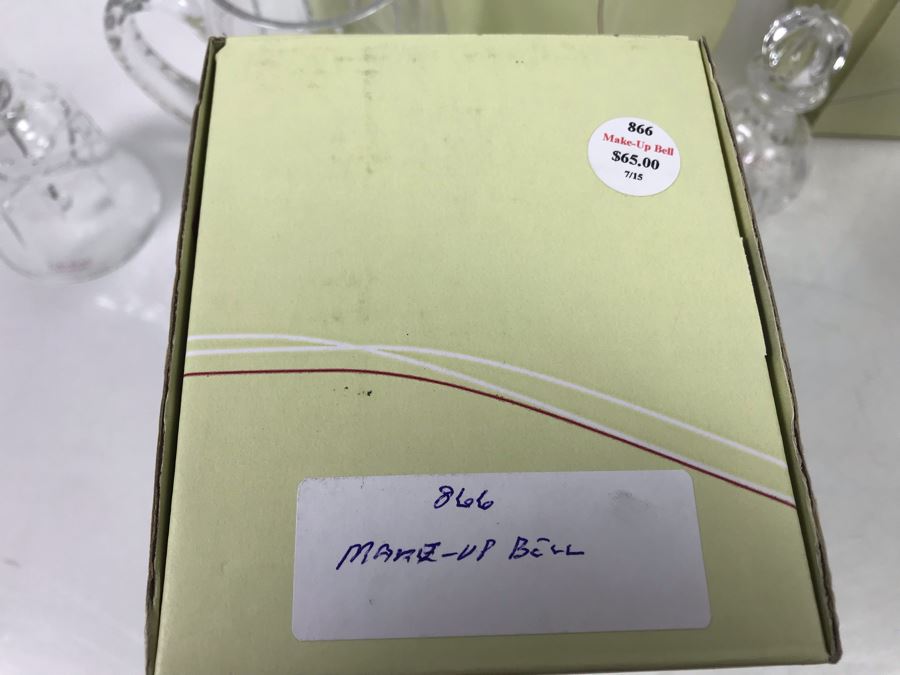 866
Make-Up Bell
$65.00
7/15
866
MAKE-UP BELL